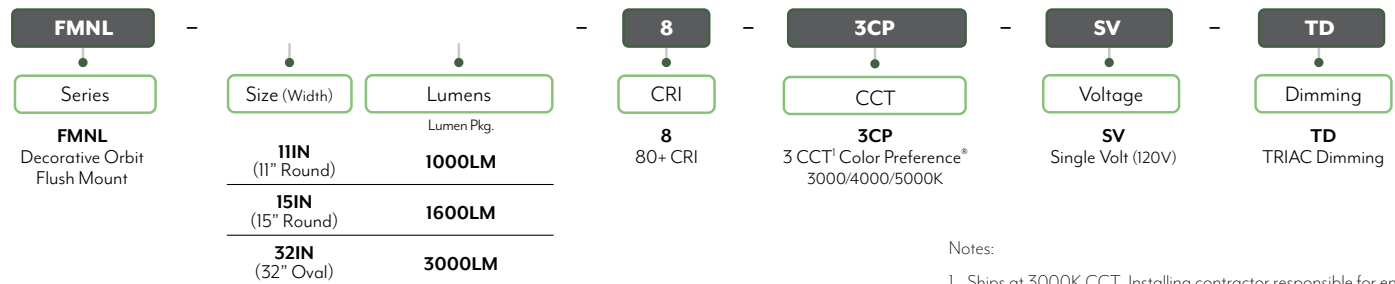 FMNL – – 8 – 3CP – SV – TD
Series Size (Width) Lumens CRI CCT Voltage Dimming
Lumen Pkg.
FMNL
Decorative Orbit
Flush Mount
11IN
(11” Round)
1000LM
15IN
(15” Round)
1600LM
32IN
(32” Oval)
3000LM
8
80+ CRI
3CP
3 CCT¹ Color Preference®
3000/4000/5000K
SV
Single Volt (120V)
TD
TRIAC Dimming
Notes:
1. Ships at 3000K CCT. Installing contractor responsible for